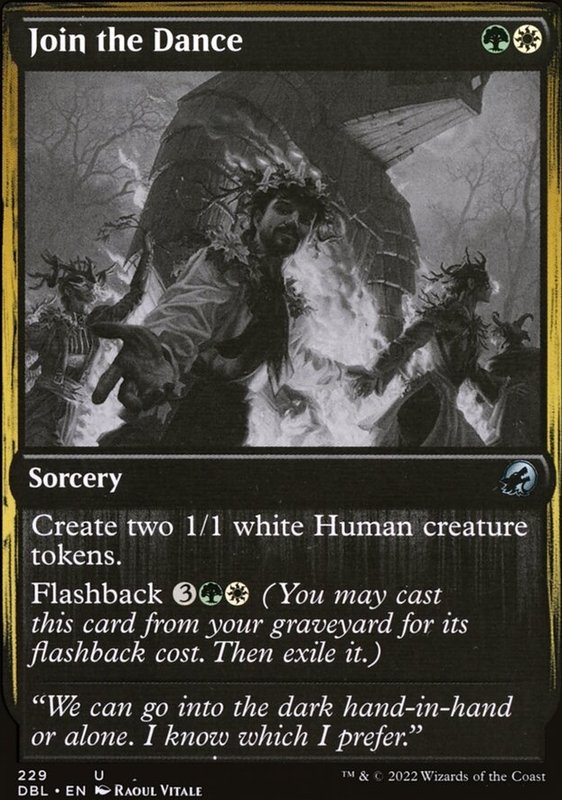 Join the Dance
Sorcery
Create two 1/1 white Human creature
tokens.
Flashback 3 (You may cast
this card from your graveyard for its
flashback cost. Then exile it.)
“We can go into the dark hand-in-hand
or alone. I know which I prefer.”
229 U
DBL • EN Raoul Vitale
™ & © 2022 Wizards of the Coast